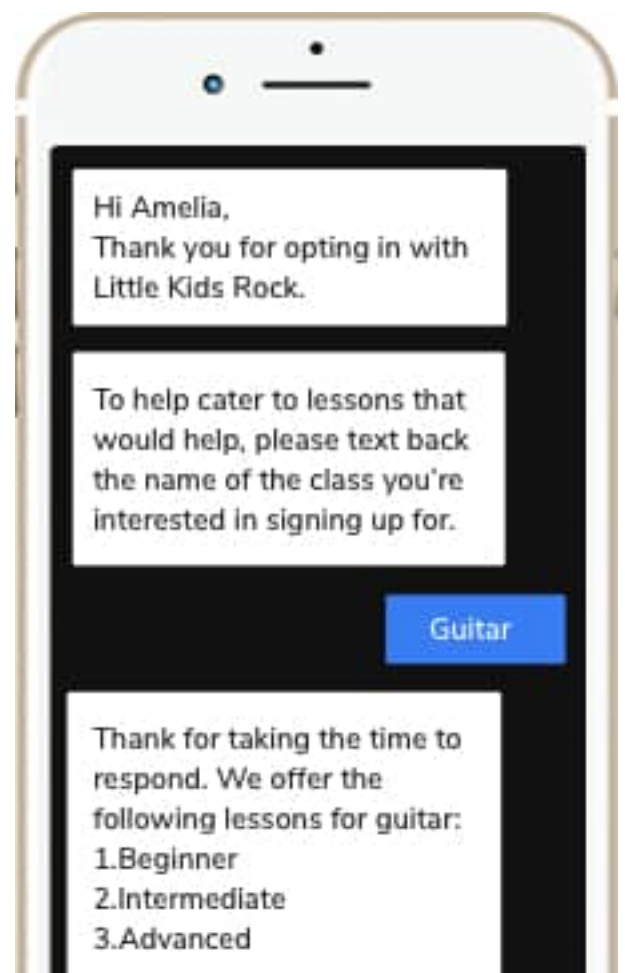 Hi Amelia,
Thank you for opting in with
Little Kids Rock.
To help cater to lessons that
would help, please text back
the name of the class you're
interested in signing up for.
Guitar
Thank for taking the time to
respond. We offer the
following lessons for guitar:
1.Beginner
2.Intermediate
3.Advanced